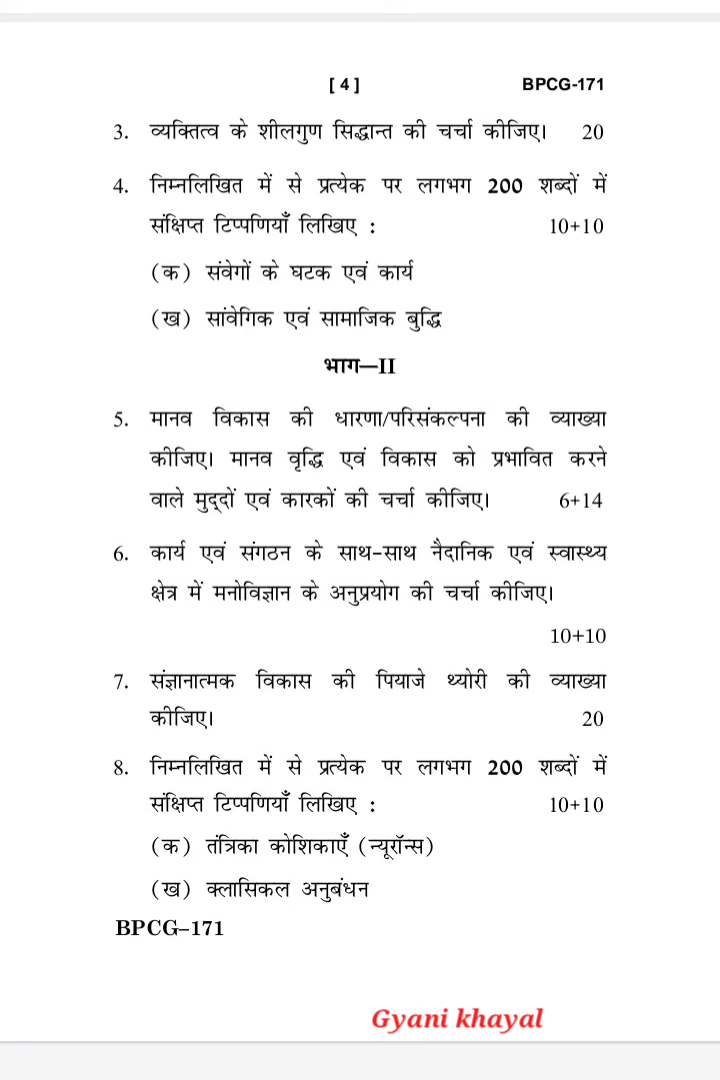 [ 4 ] BPCG-171
3. व्यक्तित्व के शीलगुण सिद्धान्त की चर्चा कीजिए। 20
4. निम्नलिखित में से प्रत्येक पर लगभग 200 शब्दों में
संक्षिप्त टिप्पणियाँ लिखिए : 10+10
(क) संवेगों के घटक एवं कार्य
(ख) सांवेगिक एवं सामाजिक बुद्धि
भाग—II
5. मानव विकास की धारणा/परिसंकल्पना की व्याख्या
कीजिए। मानव वृद्धि एवं विकास को प्रभावित करने
वाले मुद्दों एवं कारकों की चर्चा कीजिए। 6+14
6. कार्य एवं संगठन के साथ-साथ नैदानिक एवं स्वास्थ्य
क्षेत्र में मनोविज्ञान के अनुप्रयोग की चर्चा कीजिए।
10+10
7. संज्ञानात्मक विकास की पियाजे थ्योरी की व्याख्या
कीजिए। 20
8. निम्नलिखित में से प्रत्येक पर लगभग 200 शब्दों में
संक्षिप्त टिप्पणियाँ लिखिए : 10+10
(क) तंत्रिका कोशिकाएँ (न्यूरॉन्स)
(ख) क्लासिकल अनुबंधन
BPCG–171
Gyani khayal